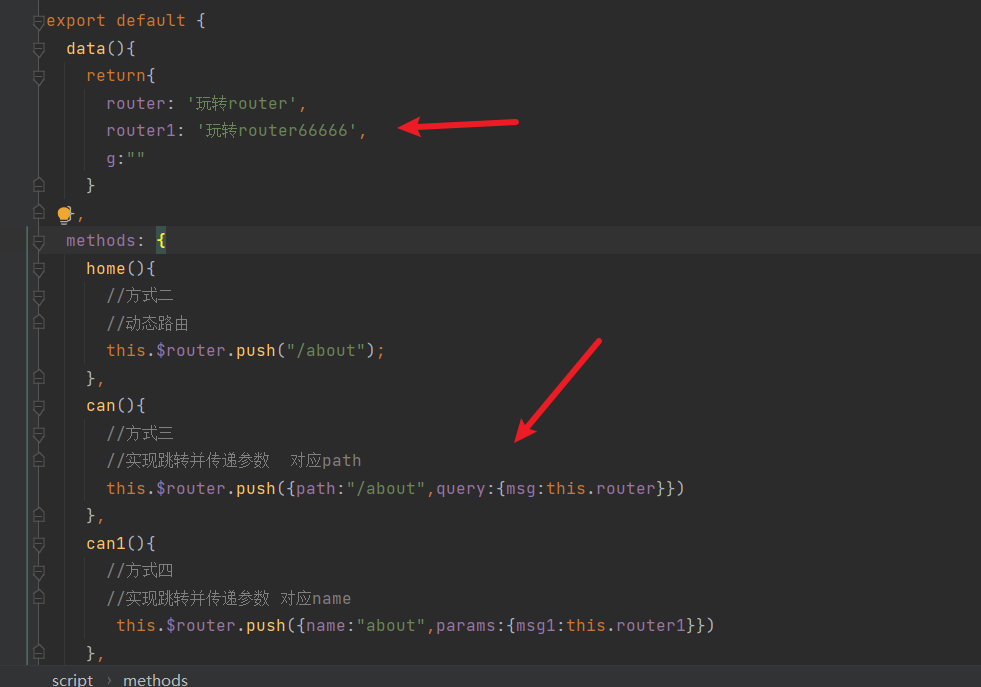 export default {
data(){
return{
router: '玩转router',
router1: '玩转router66666',
g:""
}
},
methods: {
home(){
//方式二
//动态路由
this.$router.push("/about");
},
can(){
//方式三
//实现跳转并传递参数  对应path
this.$router.push({path:"/about",query:{msg:this.router}})
},
can1(){
//方式四
//实现跳转并传递参数 对应name
this.$router.push({name:"about",params:{msg1:this.router1}})
},
script › methods